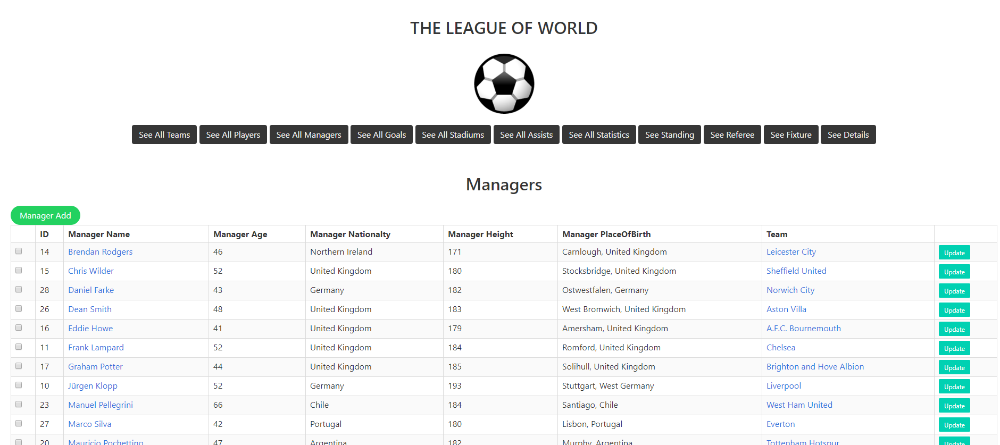 THE LEAGUE OF WORLD
See All Teams See All Players See All Managers See All Goals See All Stadiums See All Assists See All Statistics See Standing See Referee See Fixture See Details
Managers
Manager Add
ID Manager Name Manager Age Manager Nationalty Manager Height Manager PlaceOfBirth Team
14 Brendan Rodgers 46 Northern Ireland 171 Carnlough, United Kingdom Leicester City Update
15 Chris Wilder 52 United Kingdom 180 Stocksbridge, United Kingdom Sheffield United Update
28 Daniel Farke 43 Germany 182 Ostwestfalen, Germany Norwich City Update
26 Dean Smith 48 United Kingdom 183 West Bromwich, United Kingdom Aston Villa Update
16 Eddie Howe 41 United Kingdom 179 Amersham, United Kingdom A.F.C. Bournemouth Update
11 Frank Lampard 52 United Kingdom 184 Romford, United Kingdom Chelsea Update
17 Graham Potter 44 United Kingdom 185 Solihull, United Kingdom Brighton and Hove Albion Update
10 Jürgen Klopp 52 Germany 193 Stuttgart, West Germany Liverpool Update
23 Manuel Pellegrini 66 Chile 184 Santiago, Chile West Ham United Update
27 Marco Silva 42 Portugal 180 Lisbon, Portugal Everton Update
20 Mauricio Pochettino 47 Argentina 182 Murphy, Argentina Tottenham Hotspur Update